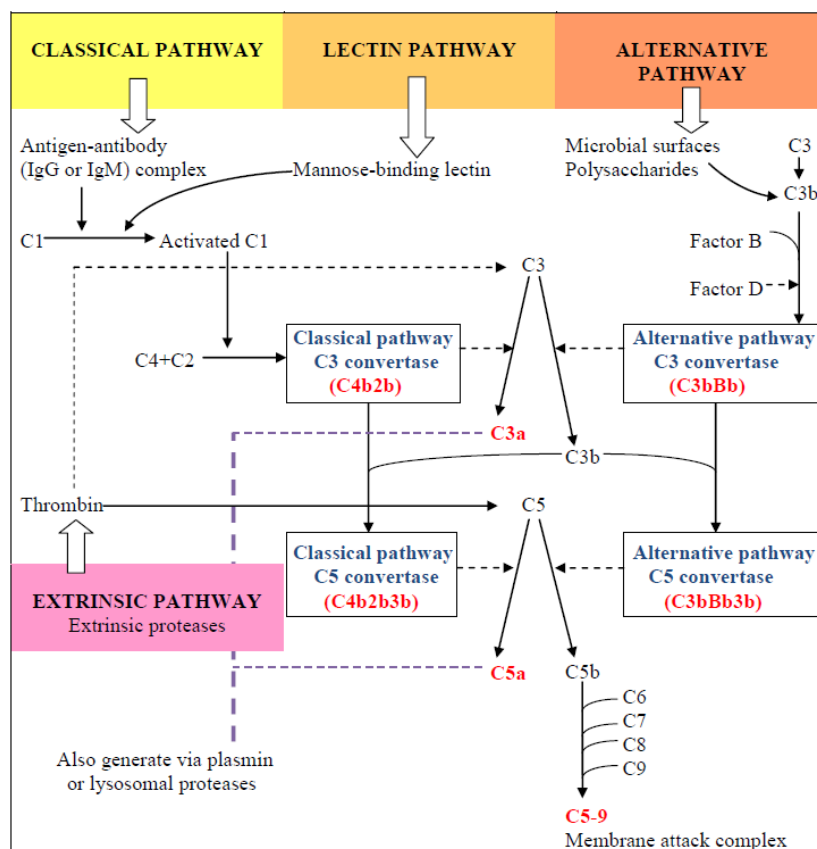 CLASSICAL PATHWAY
LECTIN PATHWAY
ALTERNATIVE
PATHWAY
Antigen-antibody
(IgG or IgM) complex
Mannose-binding lectin
Microbial surfaces
Polysaccharides
C3
C3b
C1
Activated C1
Factor B
Factor D
C3
C4+C2
Classical pathway
C3 convertase
(C4b2b)
Alternative pathway
C3 convertase
(C3bBb)
C3a
C3b
Thrombin
C5
Classical pathway
C5 convertase
(C4b2b3b)
Alternative pathway
C5 convertase
(C3bBb3b)
EXTRINSIC PATHWAY
Extrinsic proteases
C5a
C5b
C6
C7
C8
C9
Also generate via plasmin
or lysosomal proteases
C5-9
Membrane attack complex